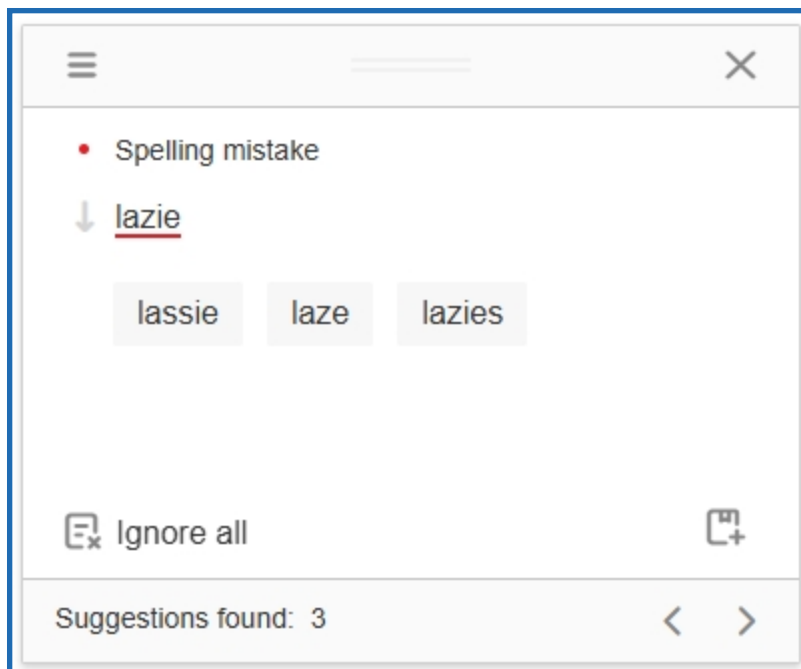 Spelling mistake
lazie
lassie laze lazies
Ignore all
Suggestions found: 3